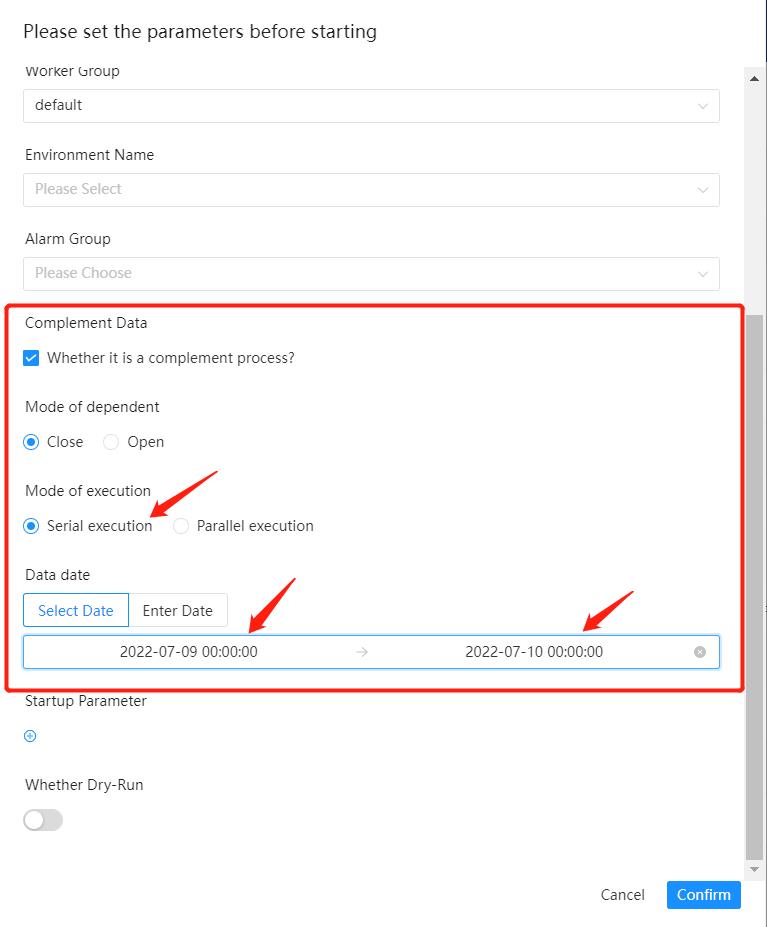 Please set the parameters before starting
Worker Group
default
Environment Name
Please Select
Alarm Group
Please Choose
Complement Data
Whether it is a complement process?
Mode of dependent
Close Open
Mode of execution
Serial execution Parallel execution
Data date
Select Date Enter Date
2022-07-09 00:00:00 → 2022-07-10 00:00:00
Startup Parameter
Whether Dry-Run
Cancel Confirm